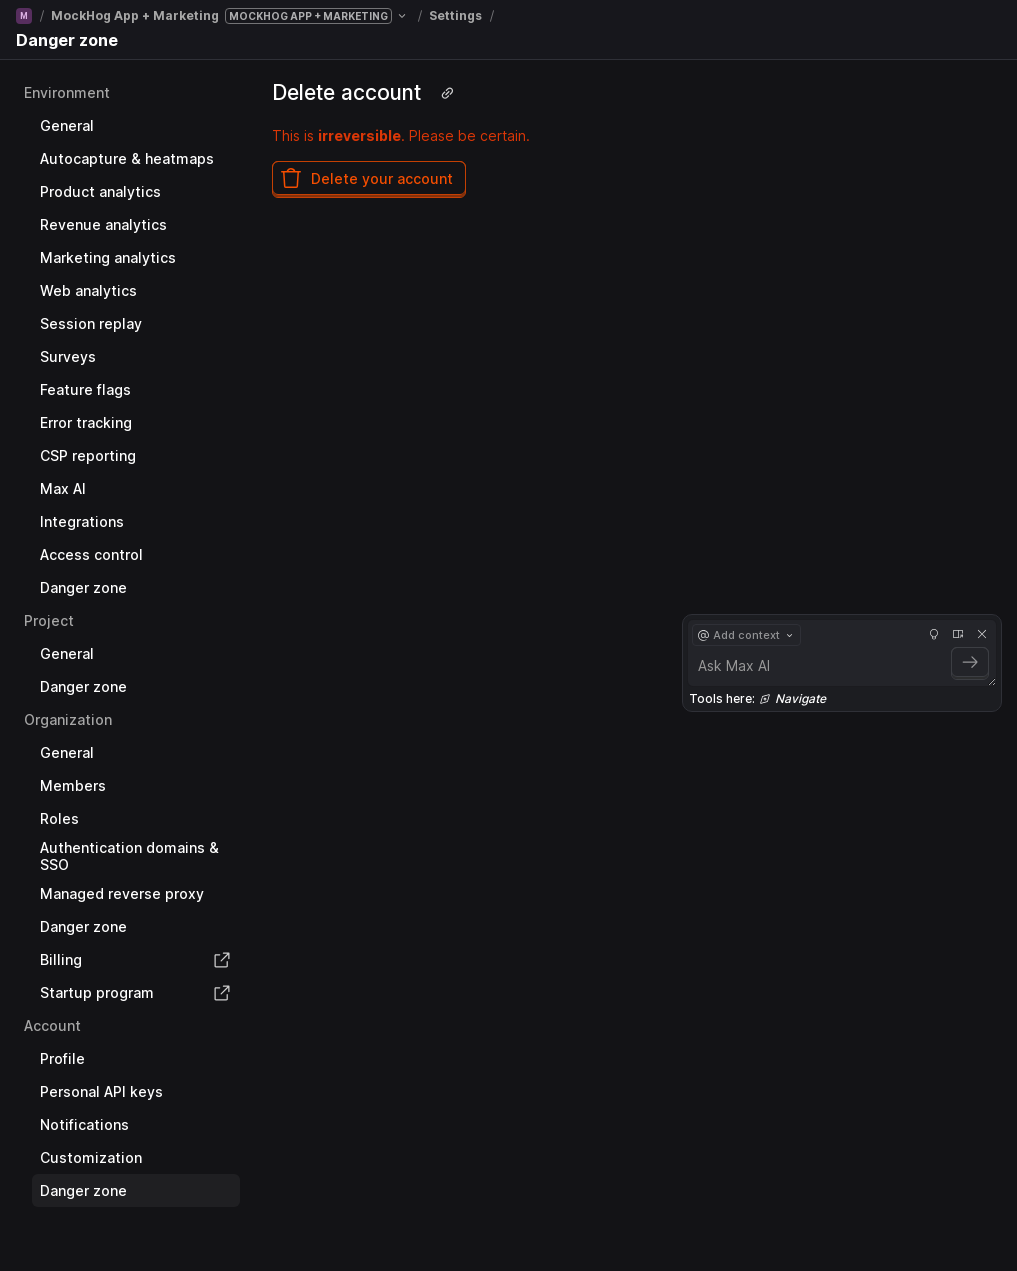 M / MockHog App + Marketing MOCKHOG APP + MARKETING / Settings /
Danger zone
Environment
General
Autocapture & heatmaps
Product analytics
Revenue analytics
Marketing analytics
Web analytics
Session replay
Surveys
Feature flags
Error tracking
CSP reporting
Max AI
Integrations
Access control
Danger zone
Project
General
Danger zone
Organization
General
Members
Roles
Authentication domains &
SSO
Managed reverse proxy
Danger zone
Billing
Startup program
Account
Profile
Personal API keys
Notifications
Customization
Danger zone
Delete account
This is irreversible. Please be certain.
Delete your account
@ Add context
Ask Max AI
Tools here: Navigate